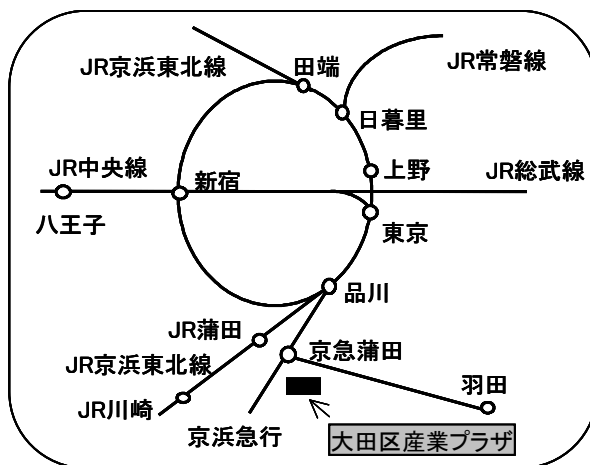 JR京浜東北線
田端
JR常磐線
日暮里
JR中央線
新宿
上野
JR総武線
八王子
東京
品川
JR蒲田
京急蒲田
JR京浜東北線
羽田
JR川崎
京浜急行
大田区産業プラザ